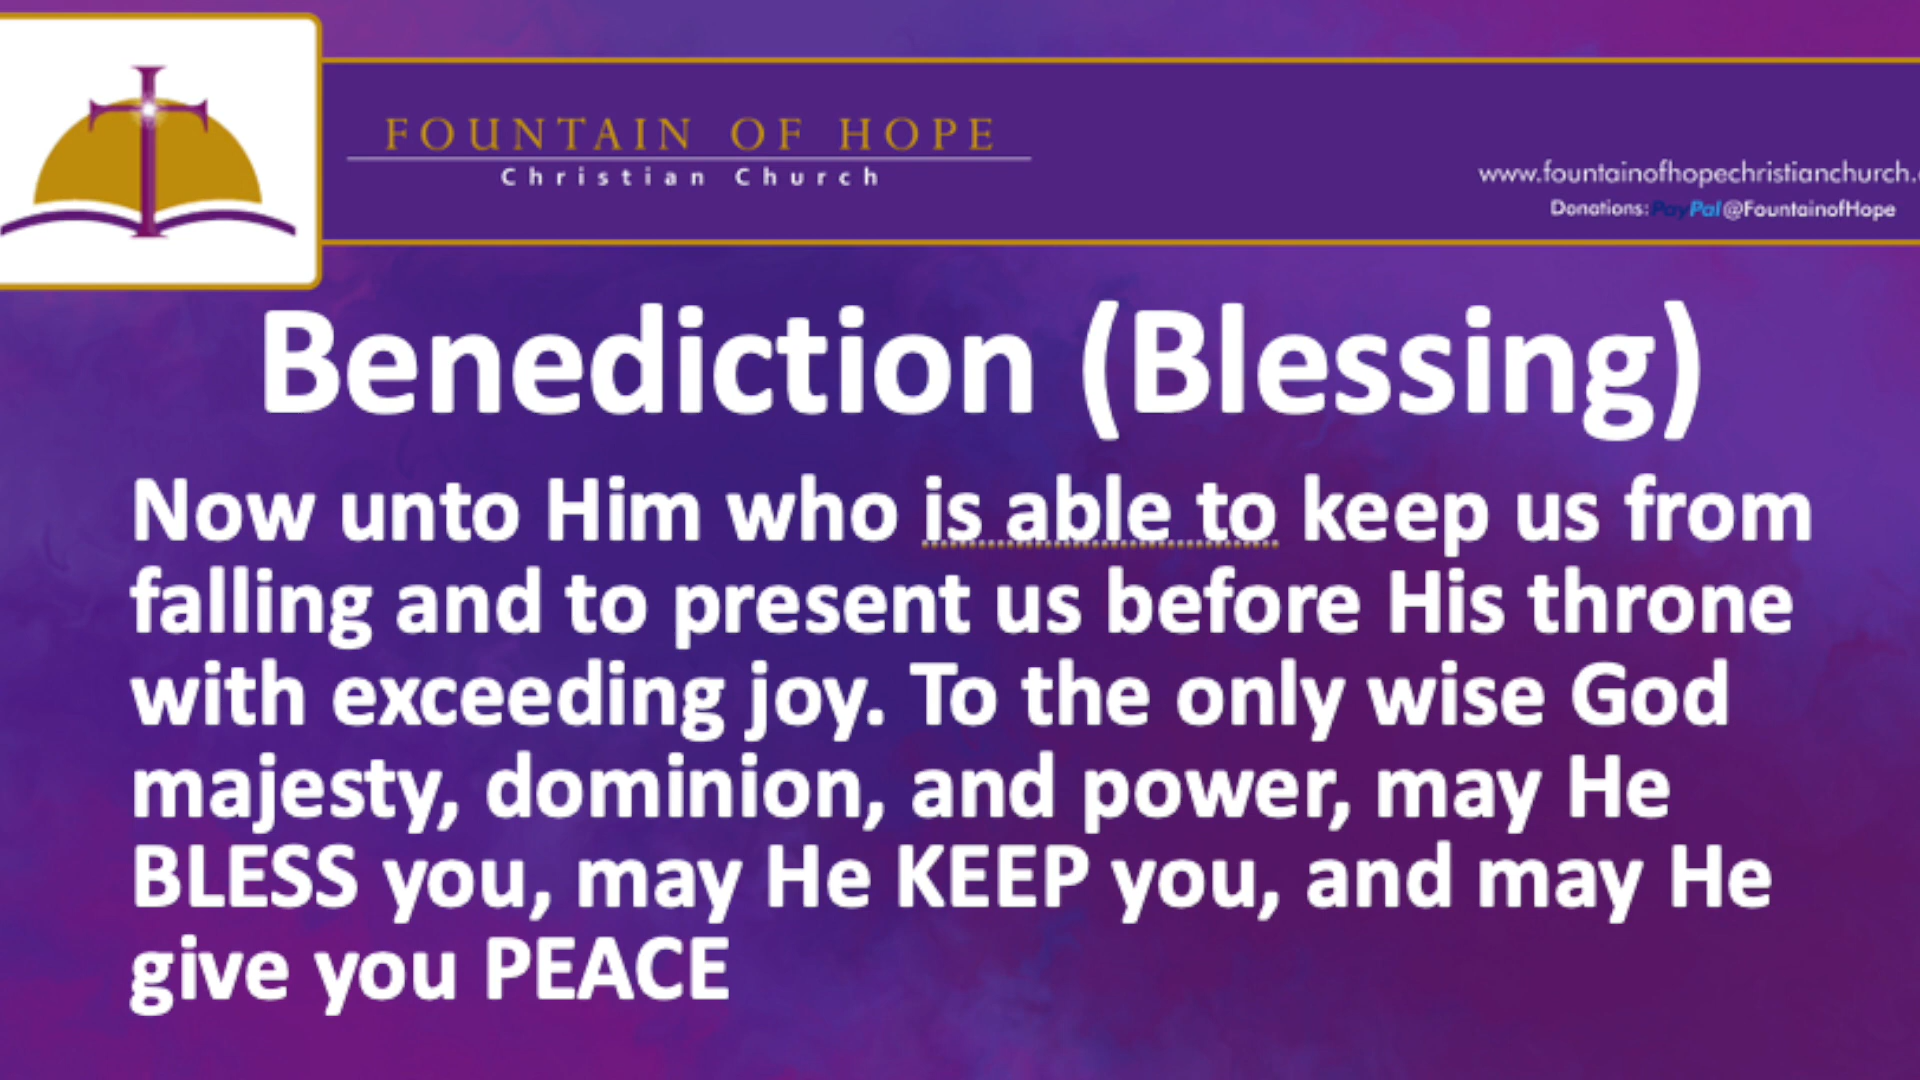 FOUNTAIN OF HOPE
Christian Church
www.fountainofhopechristianchurch.
Donations: PayPal@FountainofHope
Benediction (Blessing)
Now unto Him who is able to keep us from
falling and to present us before His throne
with exceeding joy. To the only wise God
majesty, dominion, and power, may He
BLESS you, may He KEEP you, and may He
give you PEACE